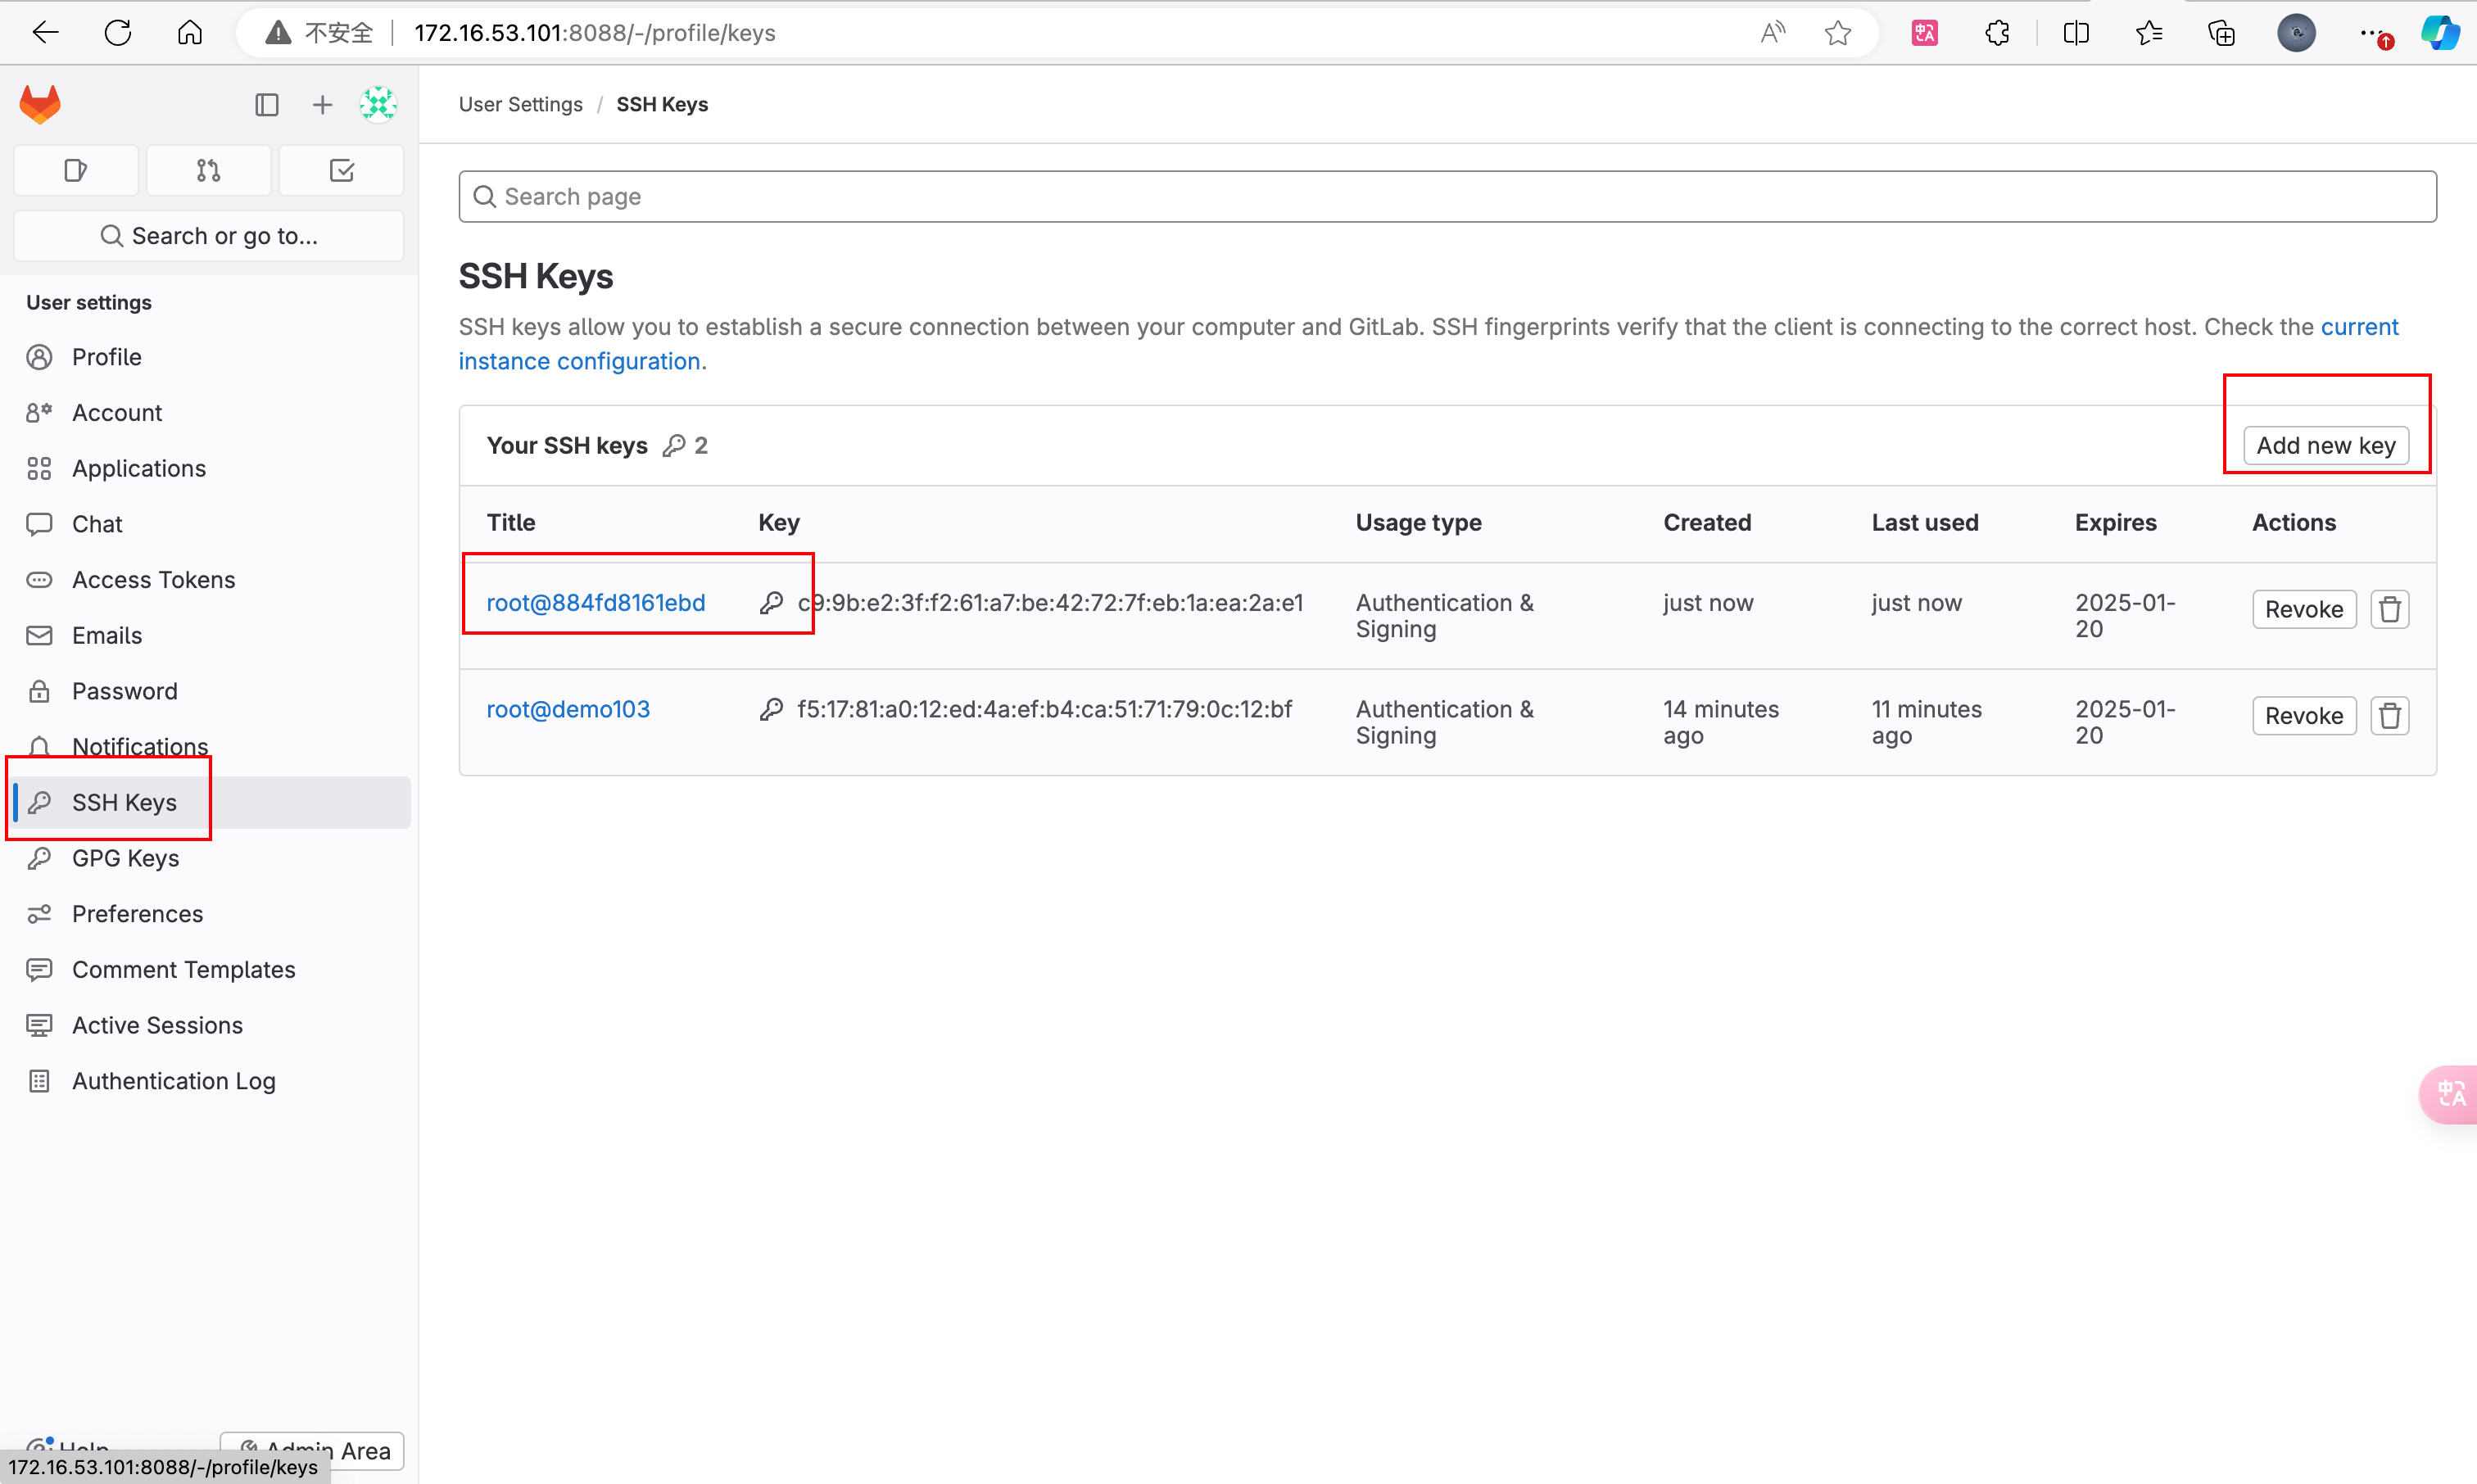 不安全 | 172.16.53.101:8088/-/profile/keys
User Settings / SSH Keys
Search page
Search or go to...
User settings
Profile
Account
Applications
Chat
Access Tokens
Emails
Password
Notifications
SSH Keys
GPG Keys
Preferences
Comment Templates
Active Sessions
Authentication Log
Help
Admin Area
172.16.53.101:8088/-/profile/keys
SSH Keys
SSH keys allow you to establish a secure connection between your computer and GitLab. SSH fingerprints verify that the client is connecting to the correct host. Check the current
instance configuration.
Your SSH keys 2
Add new key
Title Key Usage type Created Last used Expires Actions
root@884fd8161ebd c9:9b:e2:3f:f2:61:a7:be:42:72:7f:eb:1a:ea:2a:e1 Authentication & just now just now 2025-01- Revoke
Signing 20
root@demo103 f5:17:81:a0:12:ed:4a:ef:b4:ca:51:71:79:0c:12:bf Authentication & 14 minutes 11 minutes 2025-01- Revoke
Signing ago ago 20